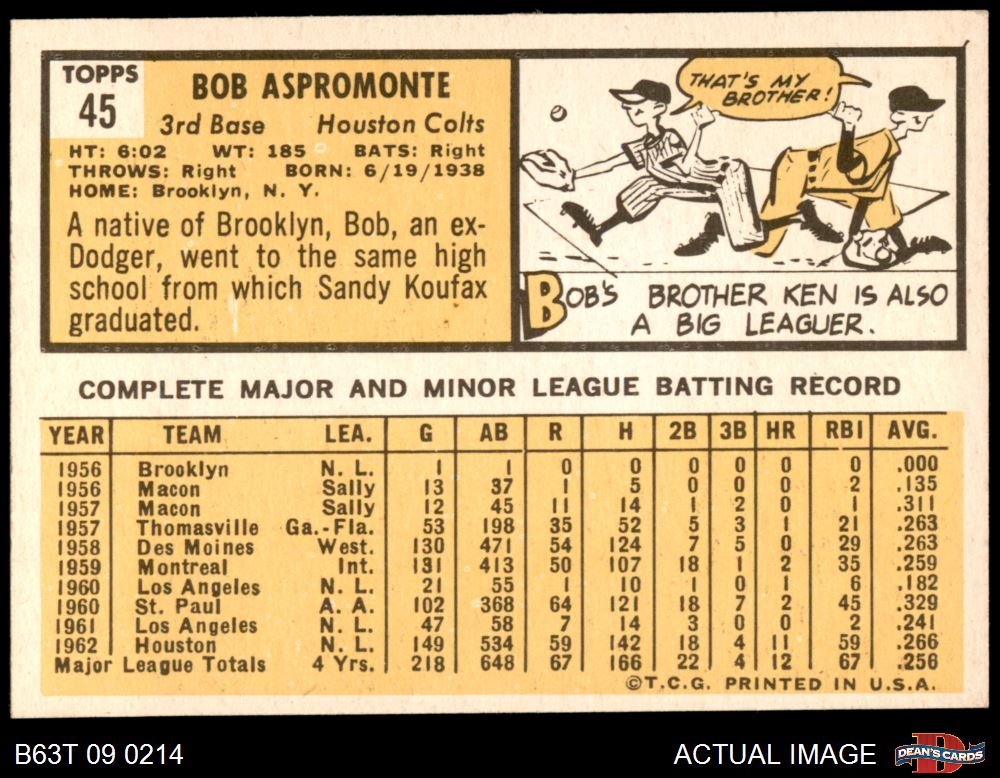 TOPPS
45
BOB ASPROMONTE
3rd Base Houston Colts
HT: 6:02 WT: 185 BATS: Right
THROWS: Right BORN: 6/19/1938
HOME: Brooklyn, N. Y.
A native of Brooklyn, Bob, an ex-
Dodger, went to the same high
school from which Sandy Koufax
graduated.
THAT'S MY
BROTHER!
BOB'S BROTHER KEN IS ALSO
A BIG LEAGUER.
COMPLETE MAJOR AND MINOR LEAGUE BATTING RECORD
YEAR TEAM LEA. G AB R H 2B 3B HR RBI AVG.
1956 Brooklyn N. L. 1 1 0 0 0 0 0 0 .000
1956 Macon Sally 13 37 1 5 0 0 0 2 .135
1957 Macon Sally 12 45 11 14 1 2 0 1 .311
1957 Thomasville Ga.-Fla. 53 198 35 52 5 3 1 21 .263
1958 Des Moines West. 130 471 54 124 7 5 0 29 .263
1959 Montreal Int. 131 413 50 107 18 1 2 35 .259
1960 Los Angeles N. L. 21 55 1 10 1 0 1 6 .182
1960 St. Paul A. A. 102 368 64 121 18 7 2 45 .329
1961 Los Angeles N. L. 47 58 7 14 3 0 0 2 .241
1962 Houston N. L. 149 534 59 142 18 4 11 59 .266
Major League Totals 4 Yrs. 218 648 67 166 22 4 12 67 .256
©T.C.G. PRINTED IN U.S.A.
B63T 09 0214
ACTUAL IMAGE
DEAN'S CARDS